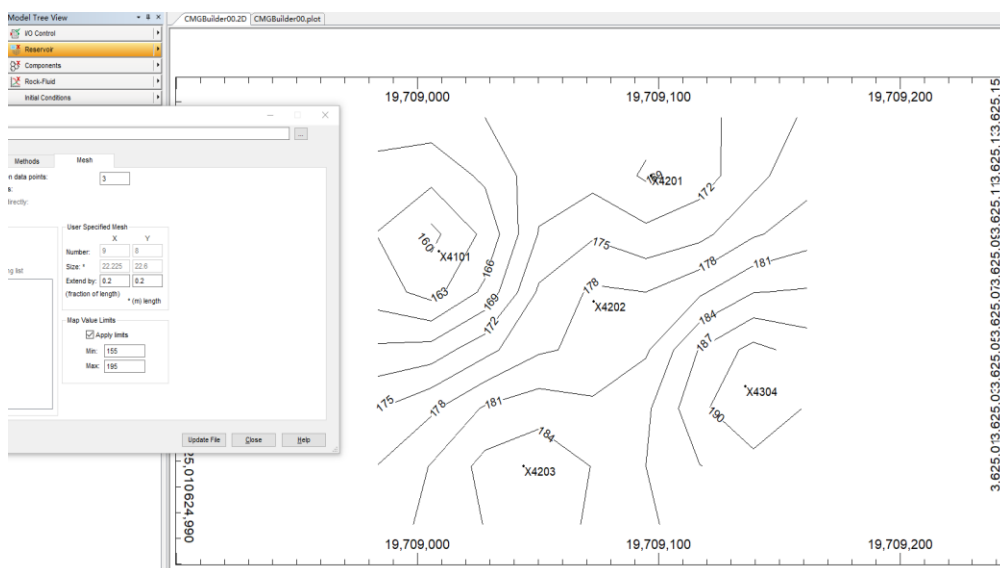 Model Tree View
I/O Control
Reservoir
Components
Rock-Fluid
Initial Conditions
CMGBuilder00.2D
CMGBuilder00.plot
...
Methods
Mesh
n data points:
3
s:
directly:
ng list
User Specified Mesh
X Y
Number: 9 8
Size: * 22.225 22.6
Extend by: 0.2 0.2
(fraction of length)
* (m) length
Map Value Limits
Apply limits
Min: 155
Max: 195
Update File
Close
Help
19,709,000
19,709,100
19,709,200
172
X4201
175
160
X4101
166
163
169
172
178
178
181
X4202
184
187
175
178
181
X4304
190
184
X4203
19,709,000
19,709,100
19,709,200